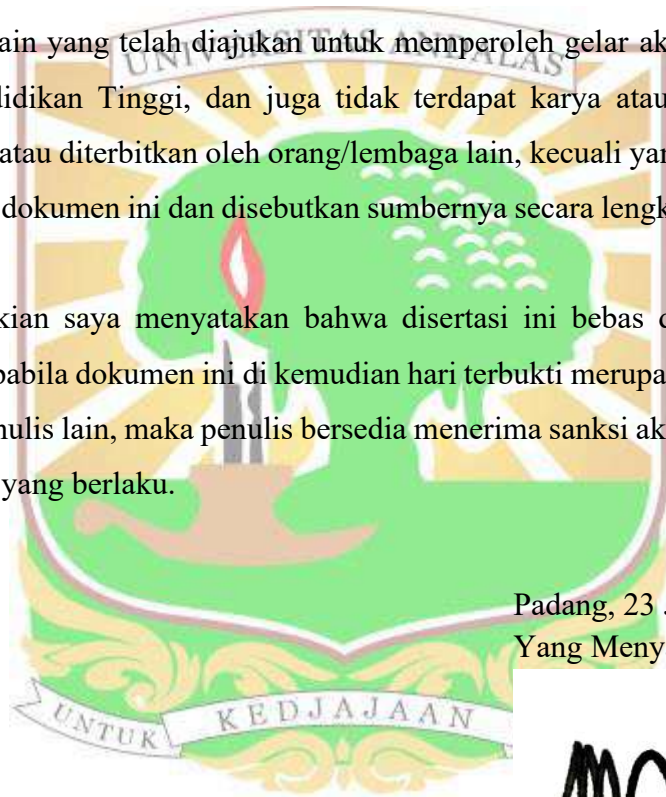 ain yang telah diajukan untuk memperoleh gelar ak
UNIVERSITAS ANDALAS
didikan Tinggi, dan juga tidak terdapat karya atau
atau diterbitkan oleh orang/lembaga lain, kecuali yan
dokumen ini dan disebutkan sumbernya secara lengk
kian saya menyatakan bahwa disertasi ini bebas d
pabila dokumen ini di kemudian hari terbukti merupa
nulis lain, maka penulis bersedia menerima sanksi ak
yang berlaku.
Padang, 23
Yang Meny
UNTUK KEDJAJAAN